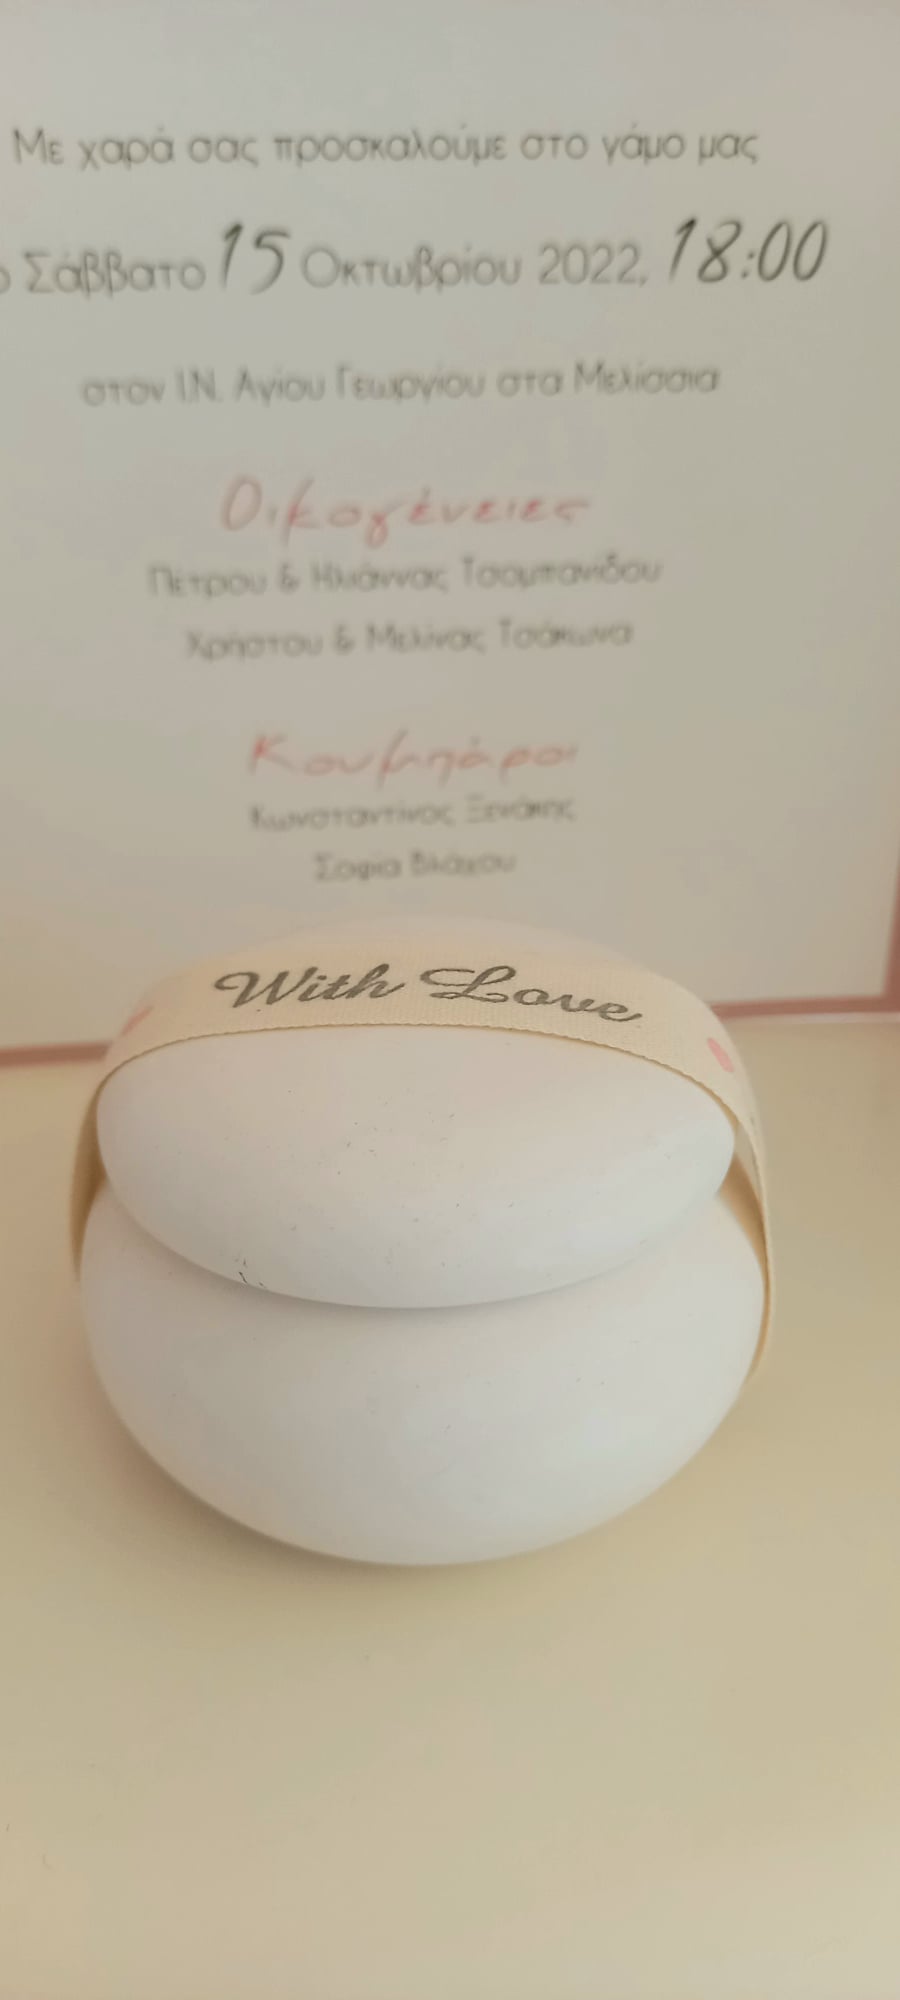 Με χαρά σας προσκαλούμε στο γάμο μας
Σάββατο 15 Οκτωβρίου 2022, 18:00
στον Ι.Ν. Αγίου Γεωργίου στα Μελίσσια
Οικογένειες
Πέτρου & Ηλιάννας Τσομπανίδου
Χρήστου & Μελίνας Τσάκωνα
Κουμπάροι
Κωνσταντίνος Ξενάκης
Σοφία Βλάχου
With Love